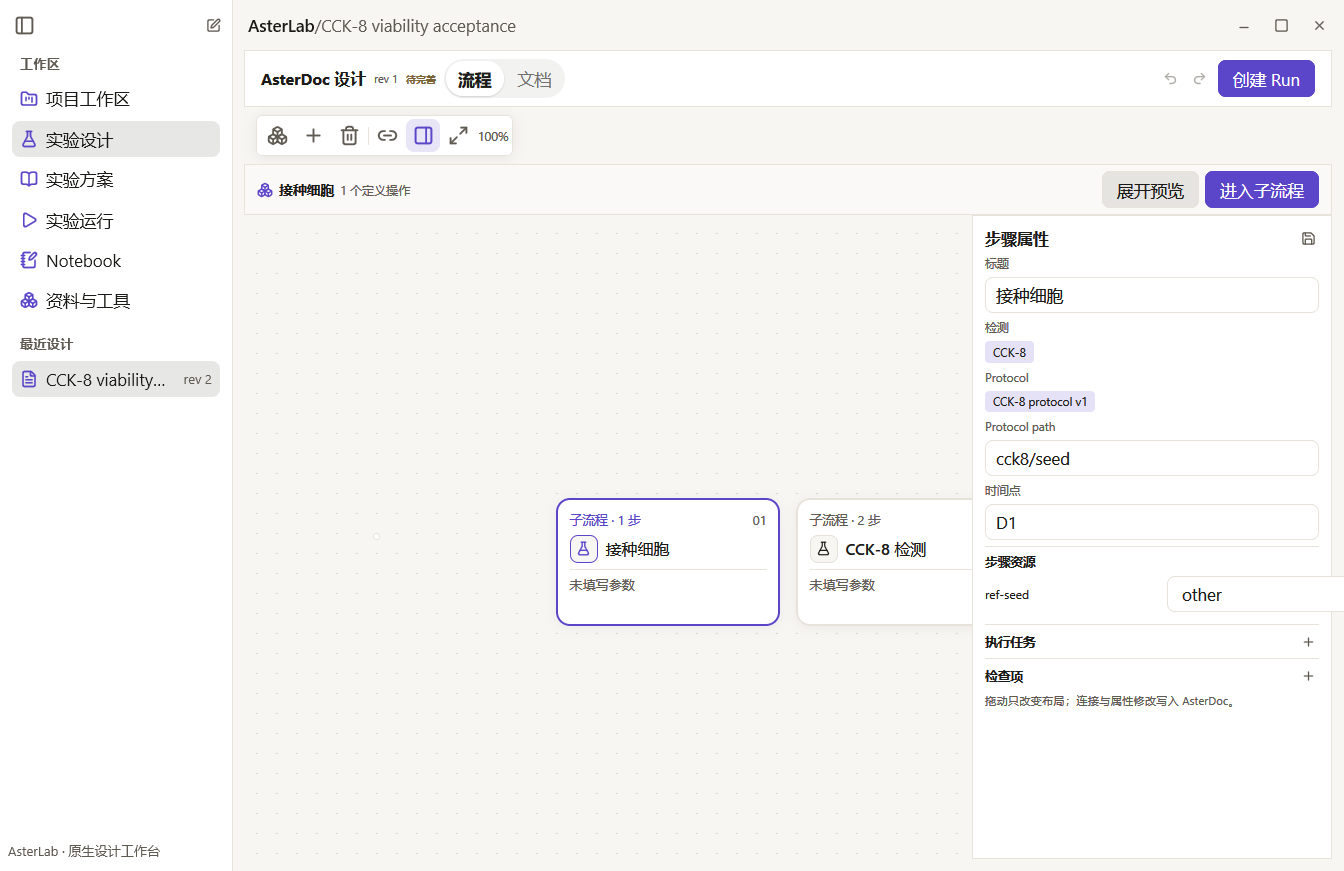 AsterLab/CCK-8 viability acceptance
工作区
项目工作区
实验设计
实验方案
实验运行
Notebook
资料与工具
最近设计
CCK-8 viability... rev 2
AsterLab · 原生设计工作台
AsterDoc 设计 rev 1 待完善 流程 文档 创建 Run
100%
接种细胞 1 个定义操作 展开预览 进入子流程
子流程 · 1 步 01
接种细胞
未填写参数
子流程 · 2 步
CCK-8 检测
未填写参数
步骤属性
标题
接种细胞
检测
CCK-8
Protocol
CCK-8 protocol v1
Protocol path
cck8/seed
时间点
D1
步骤资源
ref-seed other
执行任务
检查项
拖动只改变布局；连接与属性修改写入 AsterDoc。